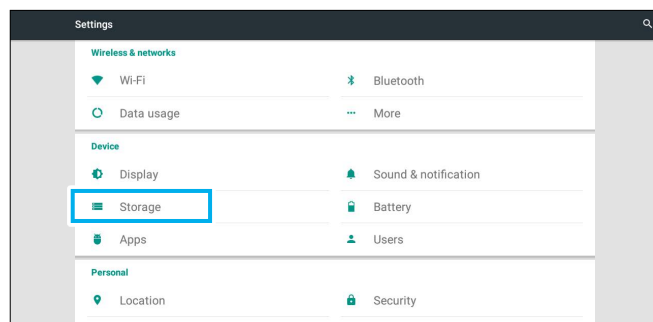 Settings
Wireless & networks
Wi-Fi
Bluetooth
Data usage
More
Device
Display
Sound & notification
Storage
Battery
Apps
Users
Personal
Location
Security